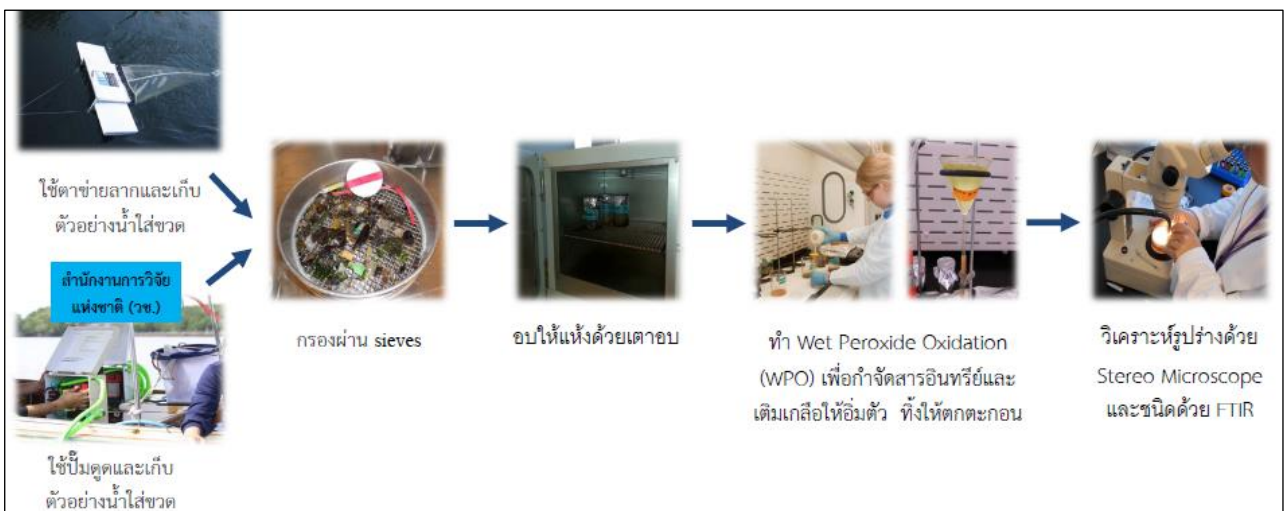 ใช้ตาข่ายลากและเก็บ
ตัวอย่างน้ำใส่ขวด
สำนักงานการวิจัย
แห่งชาติ (วช.)
ใช้ปั๊มดูดและเก็บ
ตัวอย่างน้ำใส่ขวด
กรองผ่าน sieves
อบให้แห้งด้วยเตาอบ
ทำ Wet Peroxide Oxidation
(WPO) เพื่อกำจัดสารอินทรีย์และ
เติมเกลือให้อิ่มตัว ทิ้งให้ตกตะกอน
วิเคราะห์รูปร่างด้วย
Stereo Microscope
และชนิดด้วย FTIR